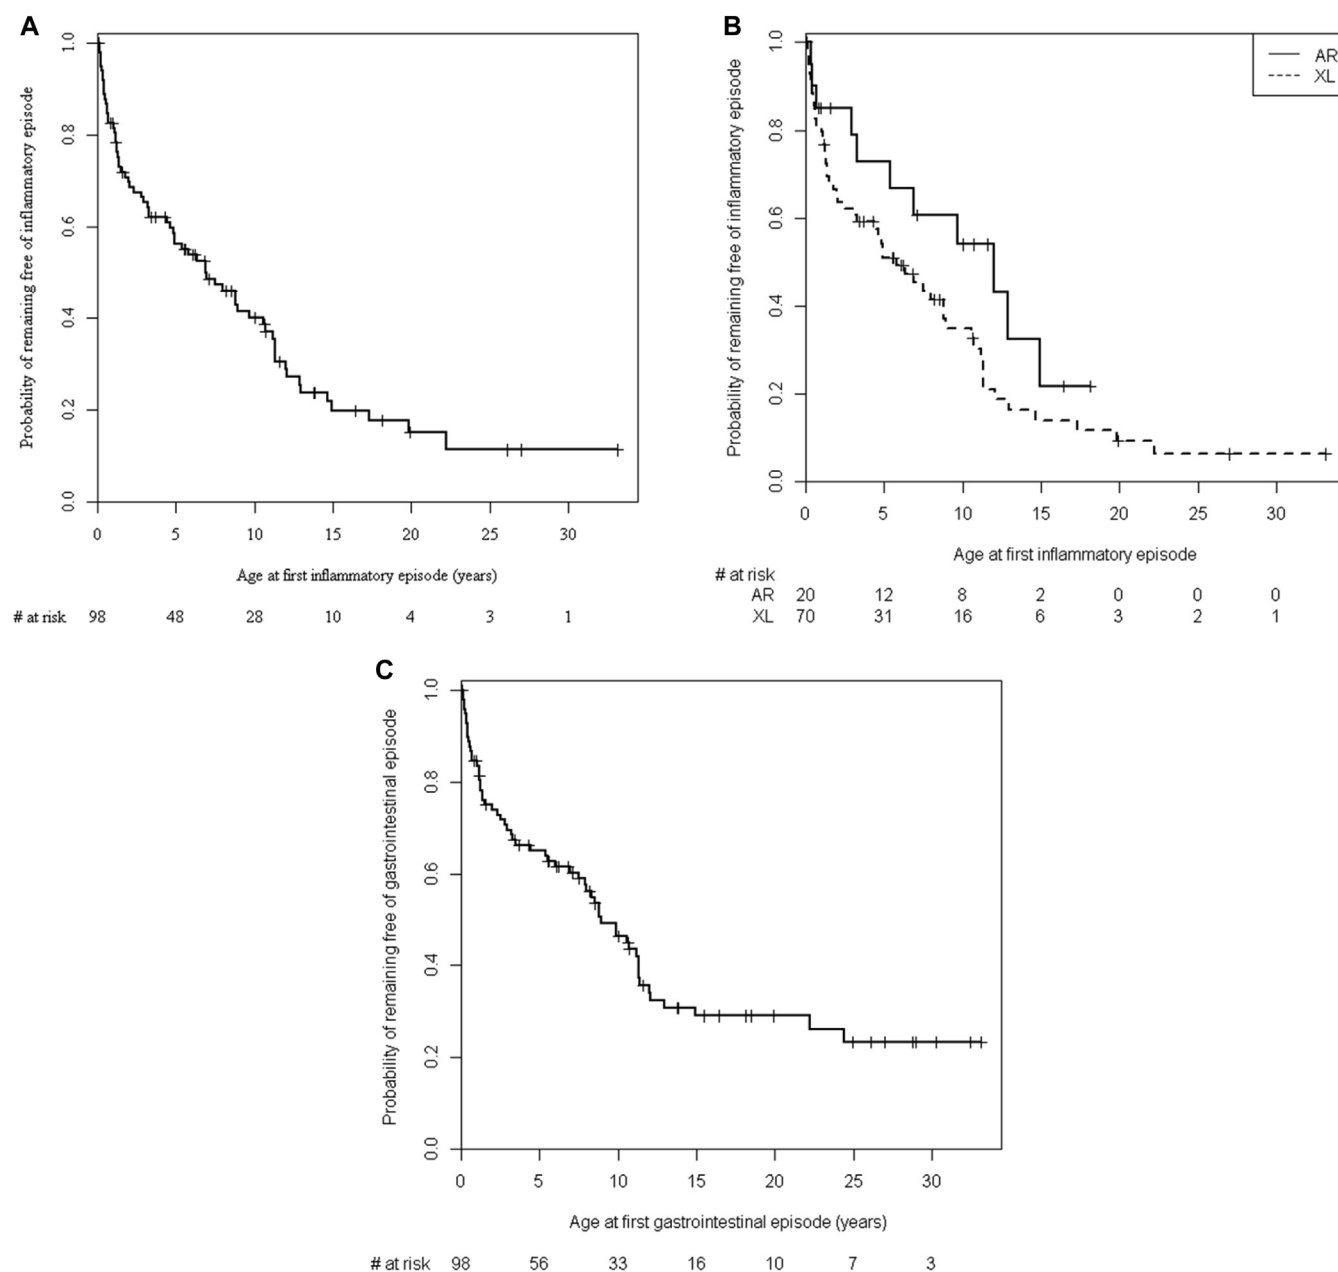 A
Probability of remaining free of inflammatory episode
1.0
0.8
0.6
0.4
0.2
0.0
0 5 10 15 20 25 30
Age at first inflammatory episode (years)
# at risk 98 48 28 10 4 3 1
B
Probability of remaining free of inflammatory episode
1.0
0.8
0.6
0.4
0.2
0.0
AR
XL
0 5 10 15 20 25 30
Age at first inflammatory episode
# at risk
AR 20 12 8 2 0 0 0
XL 70 31 16 6 3 2 1
C
Probability of remaining free of gastrointestinal episode
1.0
0.8
0.6
0.4
0.2
0.0
0 5 10 15 20 25 30
Age at first gastrointestinal episode (years)
# at risk 98 56 33 16 10 7 3